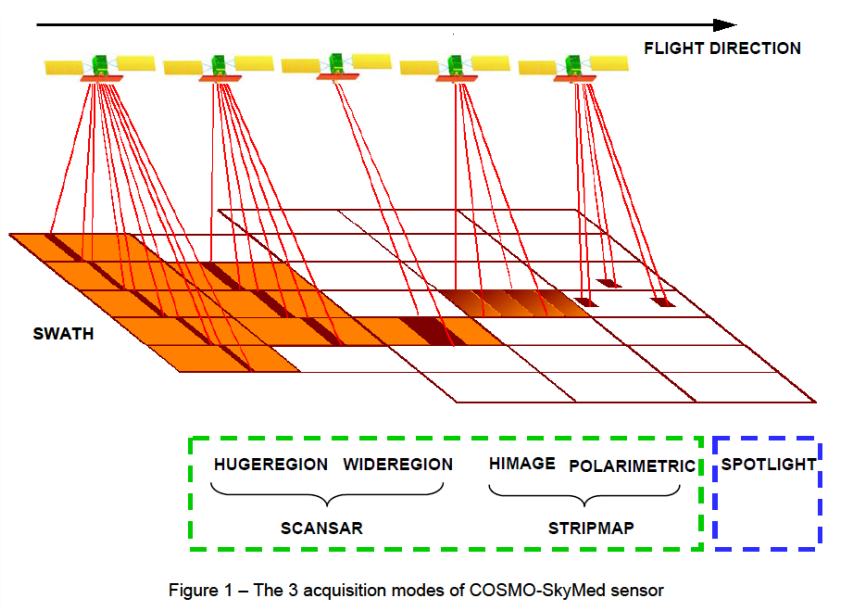 FLIGHT DIRECTION
SWATH
HUGEREGION WIDEREGION HIMAGE POLARIMETRIC SPOTLIGHT
SCANSAR STRIPMAP
Figure 1 – The 3 acquisition modes of COSMO-SkyMed sensor